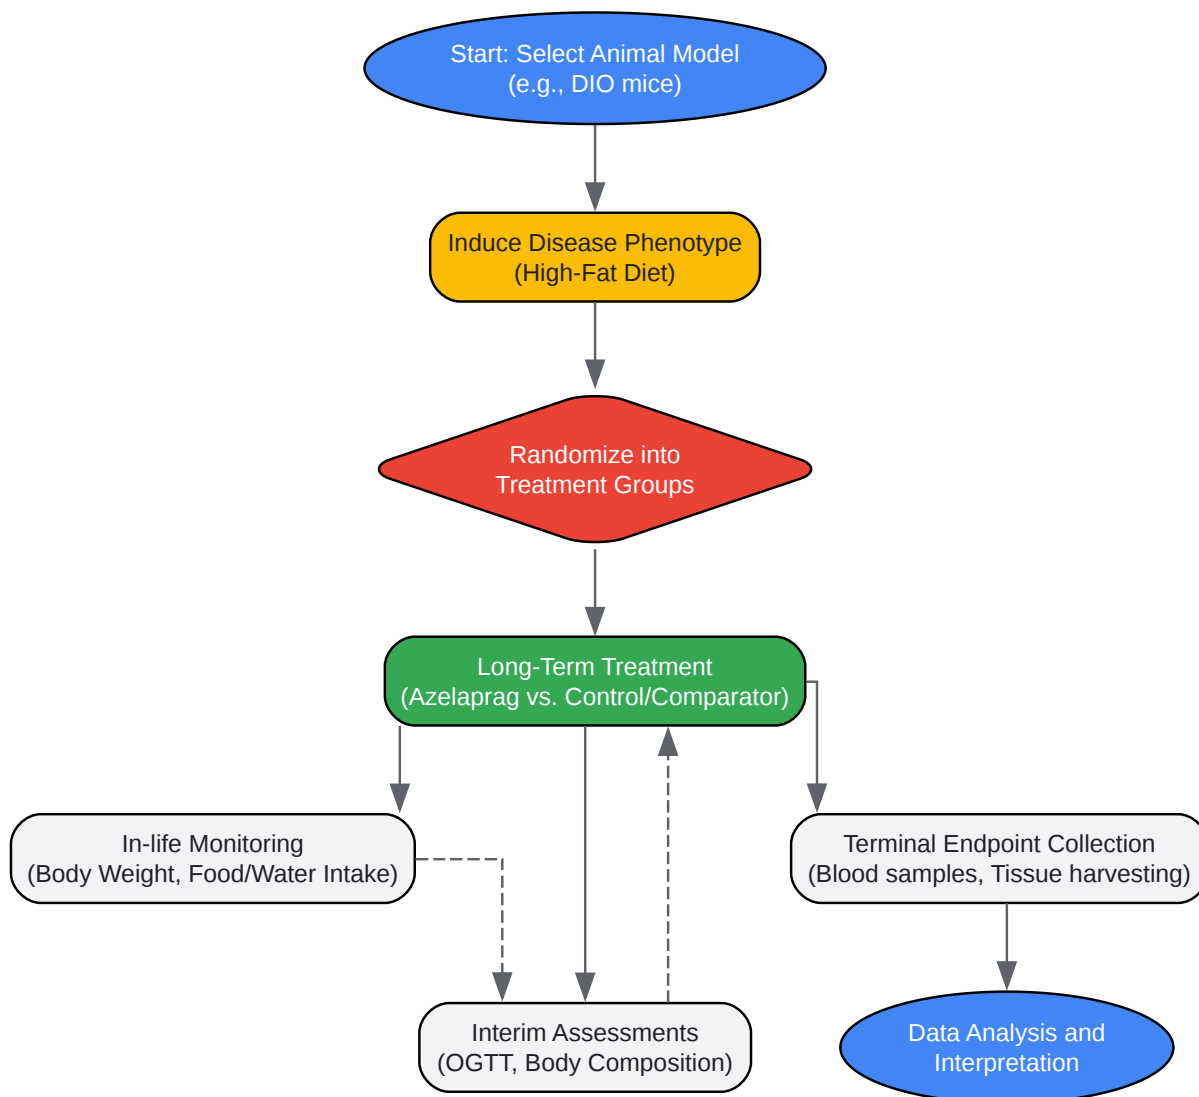 Start: Select Animal Model
(e.g., DIO mice)
Induce Disease Phenotype
(High-Fat Diet)
Randomize into
Treatment Groups
Long-Term Treatment
(Azelaprag vs. Control/Comparator)
In-life Monitoring
(Body Weight, Food/Water Intake)
Terminal Endpoint Collection
(Blood samples, Tissue harvesting)
Interim Assessments
(OGTT, Body Composition)
Data Analysis and
Interpretation